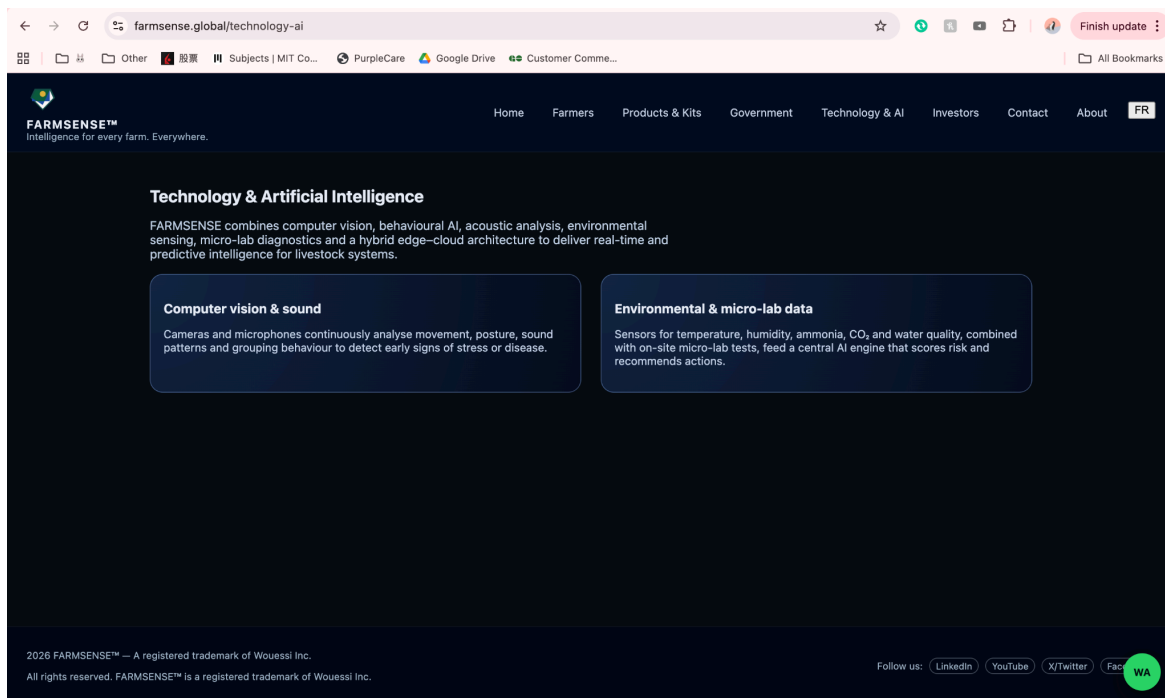 farmsense.global/technology-ai
Finish update
Other
股票
Subjects | MIT Co...
PurpleCare
Google Drive
Customer Comme...
All Bookmarks
FARMSENSE™
Intelligence for every farm. Everywhere.
Home
Farmers
Products & Kits
Government
Technology & AI
Investors
Contact
About
FR
Technology & Artificial Intelligence
FARMSENSE combines computer vision, behavioural AI, acoustic analysis, environmental
sensing, micro-lab diagnostics and a hybrid edge–cloud architecture to deliver real-time and
predictive intelligence for livestock systems.
Computer vision & sound
Cameras and microphones continuously analyse movement, posture, sound
patterns and grouping behaviour to detect early signs of stress or disease.
Environmental & micro-lab data
Sensors for temperature, humidity, ammonia, CO₂ and water quality, combined
with on-site micro-lab tests, feed a central AI engine that scores risk and
recommends actions.
2026 FARMSENSE™ — A registered trademark of Wouessi Inc.
All rights reserved. FARMSENSE™ is a registered trademark of Wouessi Inc.
Follow us:
LinkedIn
YouTube
X/Twitter
WA